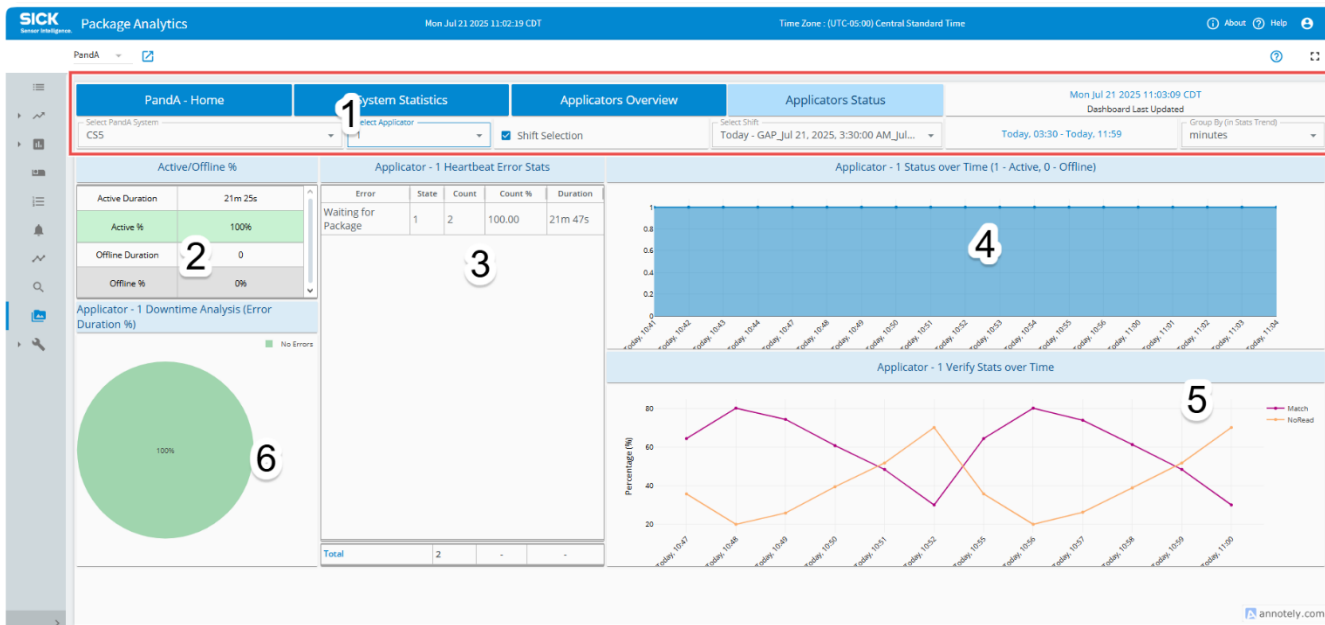 SICK
Sensor Intelligence.
Package Analytics
Mon Jul 21 2025 11:02:19 CDT
Time Zone : (UTC-05:00) Central Standard Time
About
Help
PandA
PandA - Home
System Statistics
Applicators Overview
Applicators Status
Mon Jul 21 2025 11:03:09 CDT
Dashboard Last Updated
1
Select PandA System
CS5
Select Applicator
1
Shift Selection
Select Shift
Today - GAP_Jul 21, 2025, 3:30:00 AM_Jul...
Today, 03:30 - Today, 11:59
Group By (in Stats Trend)
minutes
Active/Offline %
Active Duration 21m 25s
Active % 100%
Offline Duration 0
Offline % 0%
2
Applicator - 1 Heartbeat Error Stats
Error State Count Count % Duration
Waiting for
Package
1 2 100.00 21m 47s
3
Total 2 - -
Applicator - 1 Status over Time (1 - Active, 0 - Offline)
1
0.8
0.6
0.4
0.2
0
4
Today, 10:41
Today, 10:42
Today, 10:43
Today, 10:44
Today, 10:47
Today, 10:48
Today, 10:49
Today, 10:50
Today, 10:51
Today, 10:52
Today, 10:53
Today, 10:54
Today, 10:55
Today, 10:56
Today, 11:00
Today, 11:01
Today, 11:02
Today, 11:03
Today, 11:04
Applicator - 1 Downtime Analysis (Error
Duration %)
No Errors
100%
6
Applicator - 1 Verify Stats over Time
5
Match
NoRead
Percentage (%)
80
60
40
20
Today, 10:47
Today, 10:48
Today, 10:49
Today, 10:50
Today, 10:51
Today, 10:52
Today, 10:55
Today, 10:56
Today, 10:57
Today, 10:58
Today, 10:59
Today, 11:00
annotely.com